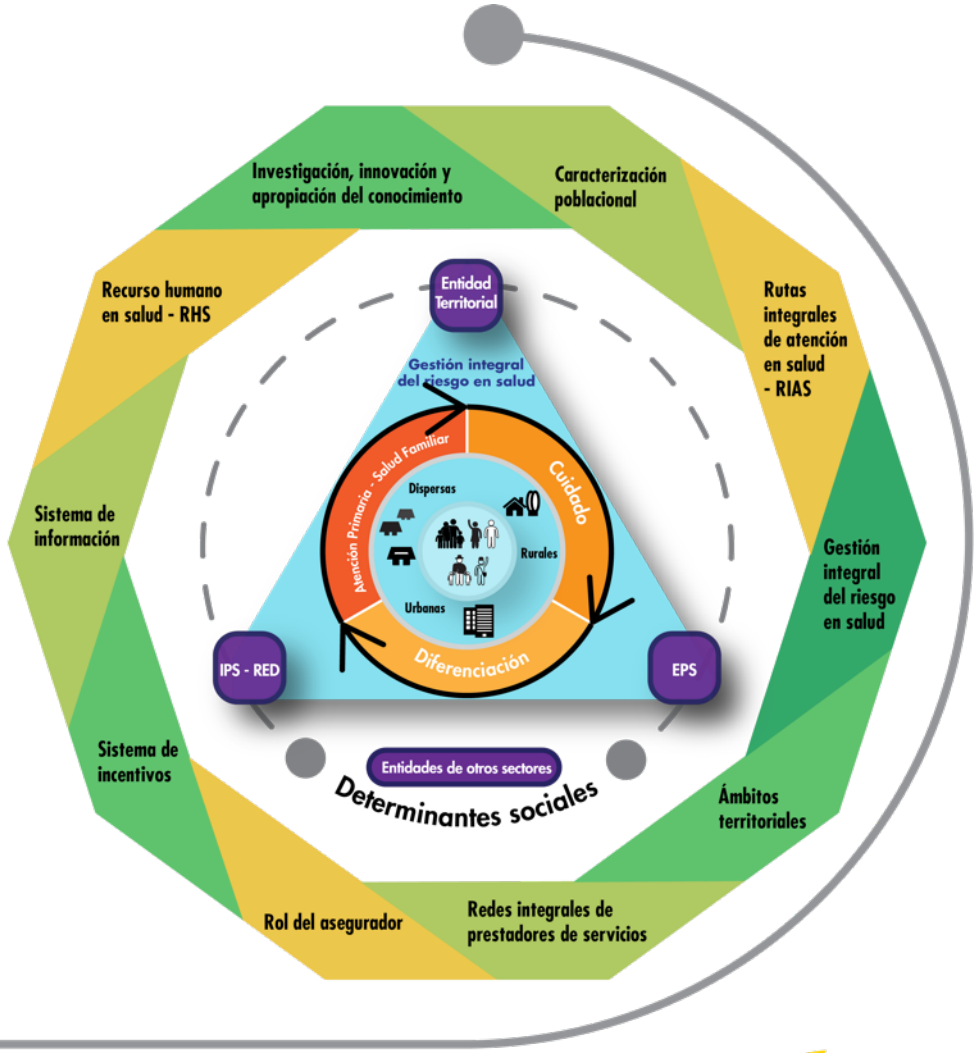 Investigación, innovación y
apropiación del conocimiento
Caracterización
poblacional
Rutas
integrales
de atención
en salud
- RIAS
Gestión
integral
del riesgo
en salud
Ámbitos
territoriales
Redes integrales de
prestadores de servicios
Rol del asegurador
Sistema de
incentivos
Sistema de
información
Recurso humano
en salud - RHS
Entidad
Territorial
Gestión integral
del riesgo en salud
Atención Primaria - Salud Familiar
Cuidado
Diferenciación
Dispersas
Rurales
Urbanas
IPS - RED
EPS
Entidades de otros sectores
Determinantes sociales